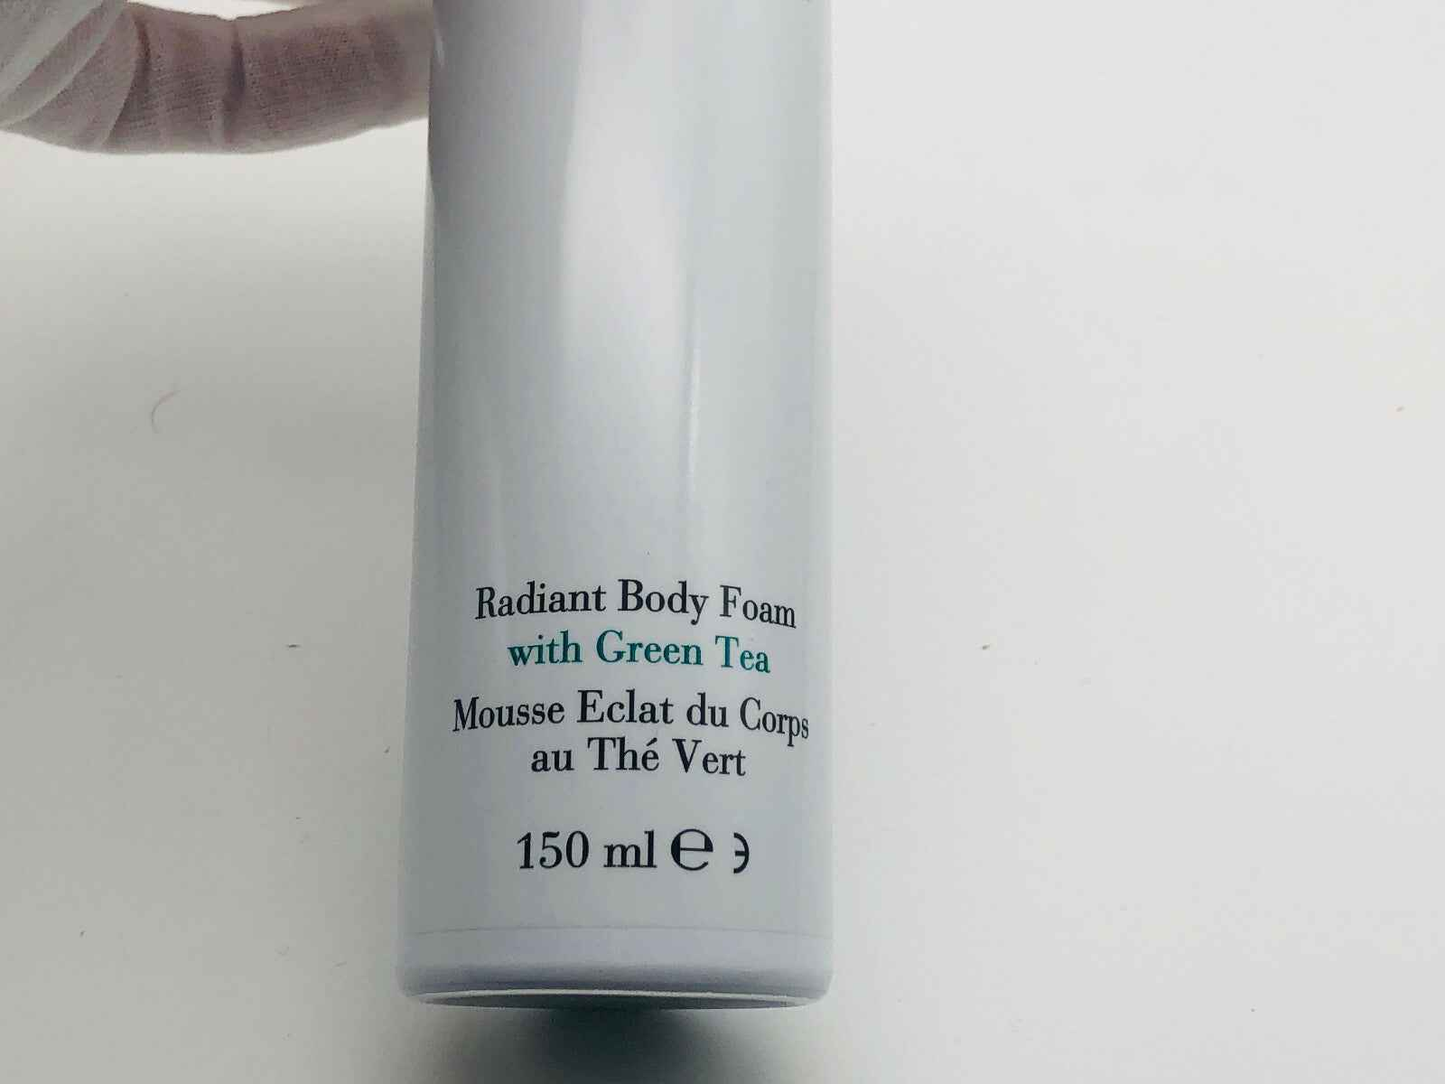 Radiant Body Foam
with Green Tea
Mousse Eclat du Corps
au Thé Vert
150 ml ℮ ϶